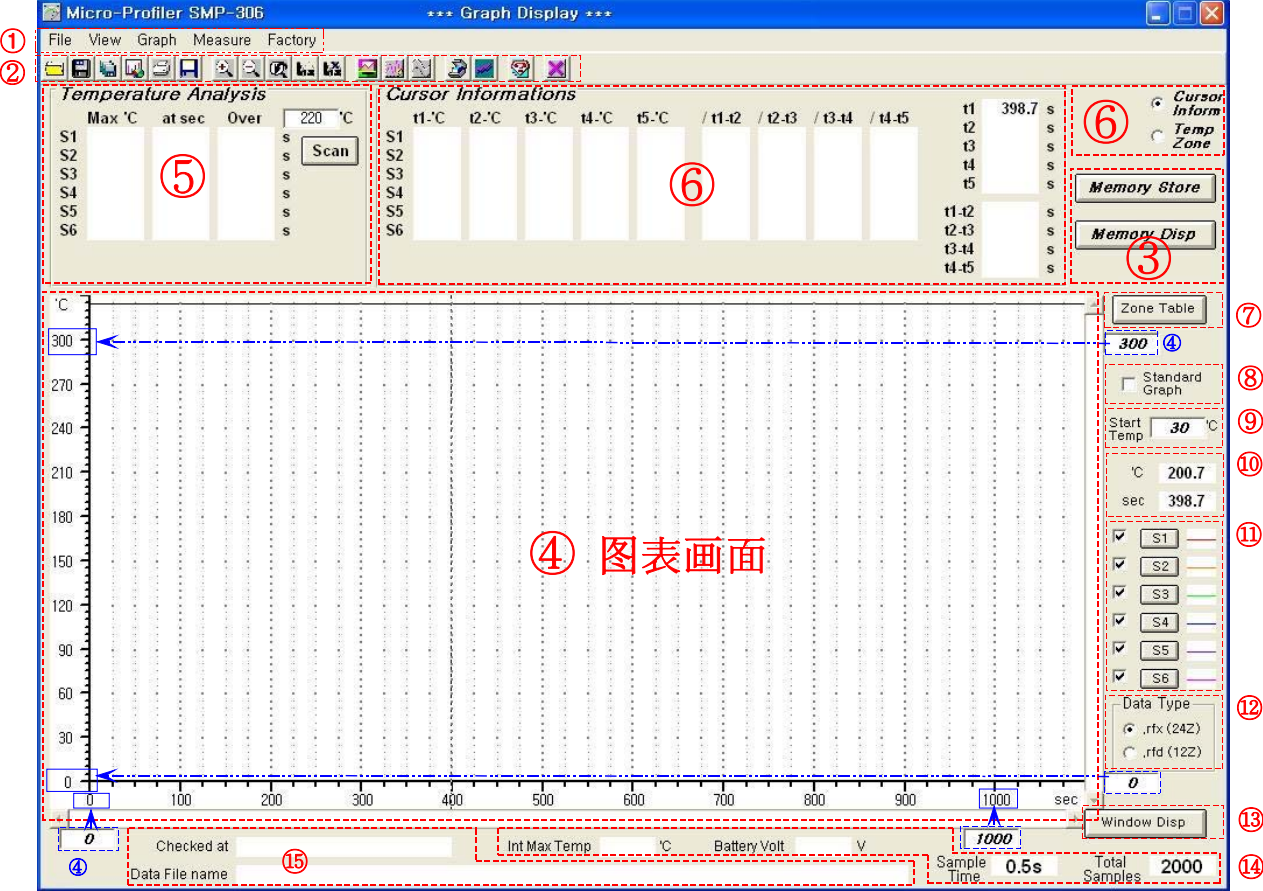 Micro-Profiler SMP-306 *** Graph Display ***
① File View Graph Measure Factory
②
Temperature Analysis
Max °C at sec Over 220 °C
S1 s
S2 s Scan
S3 s
S4 s
S5 s
S6 s
⑤
Cursor Informations
t1-°C t2-°C t3-°C t4-°C t5-°C / t1-t2 / t2-t3 / t3-t4 / t4-t5
S1
S2
S3
S4
S5
S6
⑥
t1 398.7 s
t2 s
t3 s
t4 s
t5 s
t1-t2 s
t2-t3 s
t3-t4 s
t4-t5 s
⑥ Cursor Inform
Temp Zone
Memory Store
Memory Disp
③
°C
300
270
240
210
180
150
120
90
60
30
0
④ 图表画面
0 100 200 300 400 500 600 700 800 900 1000 sec
Zone Table ⑦
300 ④
Standard Graph ⑧
Start Temp 30 °C ⑨
°C 200.7 ⑩
sec 398.7
S1 ⑪
S2
S3
S4
S5
S6
Data Type ⑫
.rfx (24Z)
.rfd (12Z)
0
Window Disp ⑬
0 1000
④
Checked at ⑮ Int Max Temp °C Battery Volt V
Data File name
Sample Time 0.5s Total Samples 2000 ⑭